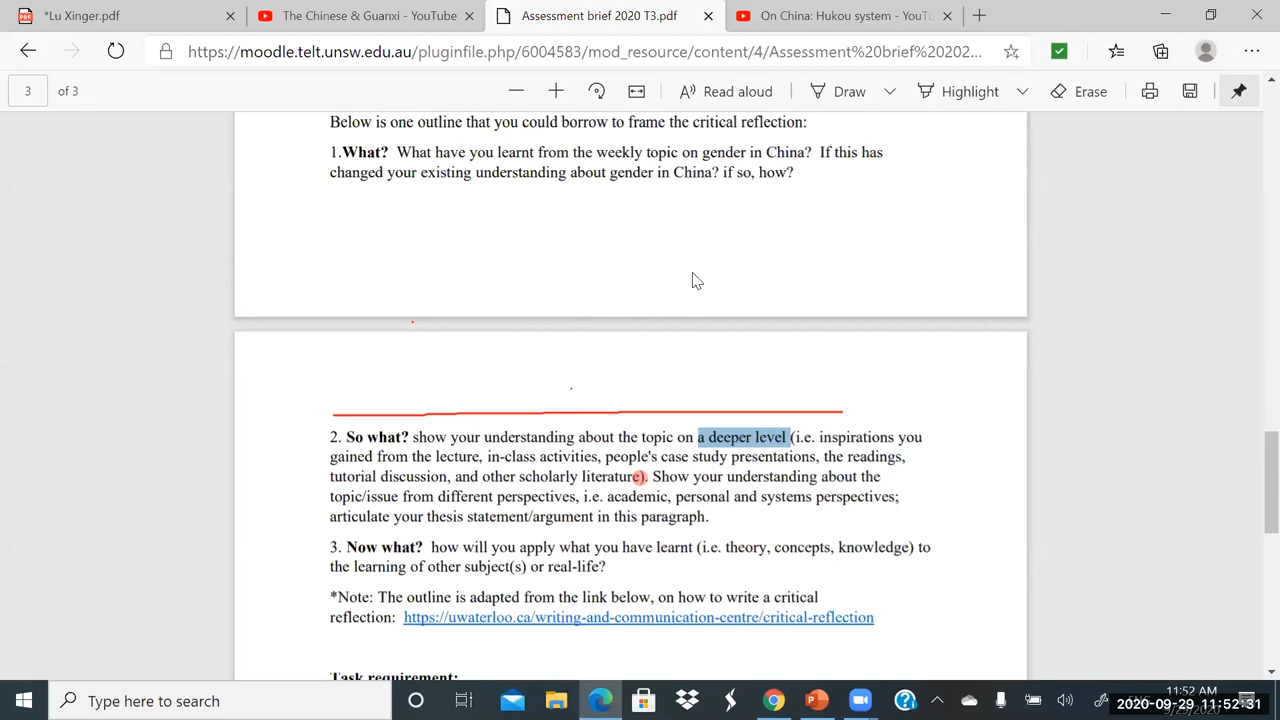 *Lu Xinger.pdf
The Chinese & Guanxi - YouTube
Assessment brief 2020 T3.pdf
On China: Hukou system - YouTu
https://moodle.telt.unsw.edu.au/pluginfile.php/6004583/mod_resource/content/4/Assessment%20brief%20202...
3 of 3
Read aloud
Draw
Highlight
Erase
Below is one outline that you could borrow to frame the critical reflection:
1.What? What have you learnt from the weekly topic on gender in China? If this has
changed your existing understanding about gender in China? if so, how?
2. So what? show your understanding about the topic on a deeper level (i.e. inspirations you
gained from the lecture, in-class activities, people's case study presentations, the readings,
tutorial discussion, and other scholarly literature). Show your understanding about the
topic/issue from different perspectives, i.e. academic, personal and systems perspectives;
articulate your thesis statement/argument in this paragraph.
3. Now what? how will you apply what you have learnt (i.e. theory, concepts, knowledge) to
the learning of other subject(s) or real-life?
*Note: The outline is adapted from the link below, on how to write a critical
reflection: https://uwaterloo.ca/writing-and-communication-centre/critical-reflection
Task requirement:
Type here to search
11:52 AM
2020-09-29 11:52:31